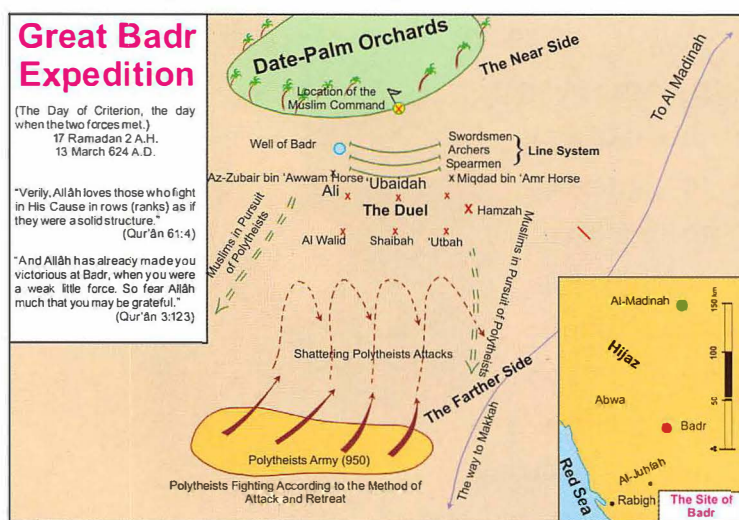 Great Badr
Expedition
(The Day of Criterion, the day
when the two forces met.)
17 Ramadan 2 A.H.
13 March 624 A.D.
"Verily, Allâh loves those who fight
in His Cause in rows (ranks) as if
they were a solid structure."
(Qur'ân 61:4)
"And Allâh has already made you
victorious at Badr, when you were
a weak little force. So fear Allâh
much that you may be grateful."
(Qur'ân 3:123)
Date-Palm Orchards
The Near Side
Location of the
Muslim Command
To Al Madinah
Well of Badr
Swordsmen
Archers
Spearmen
Line System
Az-Zubair bin 'Awwam Horse
Miqdad bin 'Amr Horse
Ali
'Ubaidah
The Duel
Hamzah
Al Walid
Shaibah
'Utbah
Muslims in Pursuit
of Polytheists
Muslims in Pursuit of Polytheists
Shattering Polytheists Attacks
The Farther Side
Polytheists Army (950)
Polytheists Fighting According to the Method of
Attack and Retreat
The way to Makkah
Al-Madinah
150 km
Hijaz
100
Abwa
50
Badr
Al-Juhfah
Rabigh
Red Sea
The Site of
Badr